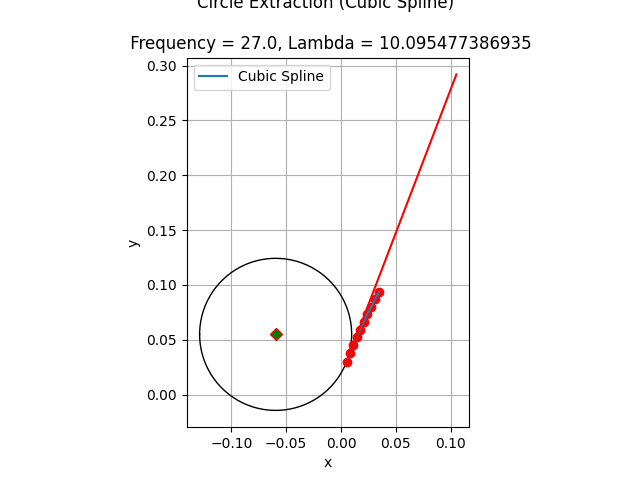 Circle Extraction (Cubic Spline)
Frequency = 27.0, Lambda = 10.095477386935
Cubic Spline
0.30
0.25
0.20
0.15
0.10
0.05
0.00
y
−0.10 −0.05 0.00 0.05 0.10
x